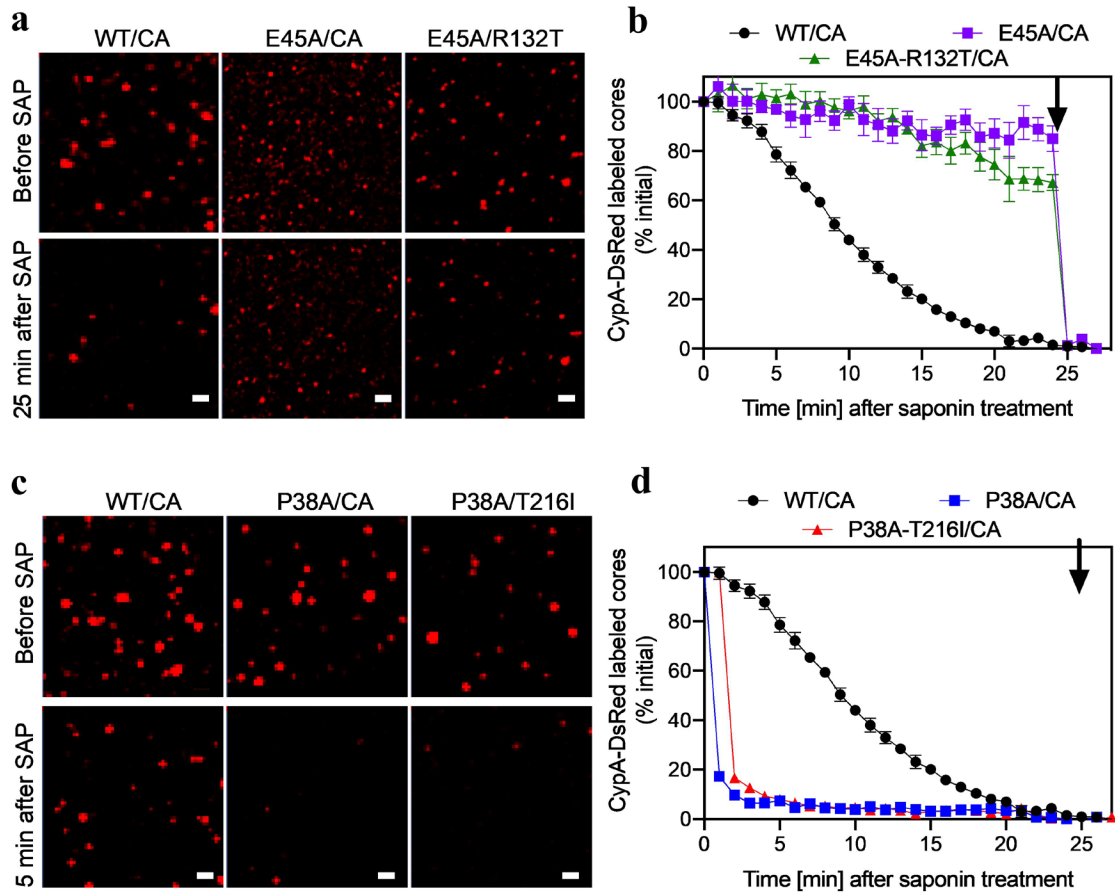 a
WT/CA E45A/CA E45A/R132T
Before SAP
25 min after SAP
b
WT/CA E45A/CA
E45A-R132T/CA
CypA-DsRed labeled cores
(% initial)
100
80
60
40
20
0
0 5 10 15 20 25
Time [min] after saponin treatment
c
WT/CA P38A/CA P38A/T216I
Before SAP
5 min after SAP
d
WT/CA P38A/CA
P38A-T216I/CA
CypA-DsRed labeled cores
(% initial)
100
80
60
40
20
0
0 5 10 15 20 25
Time [min] after saponin treatment